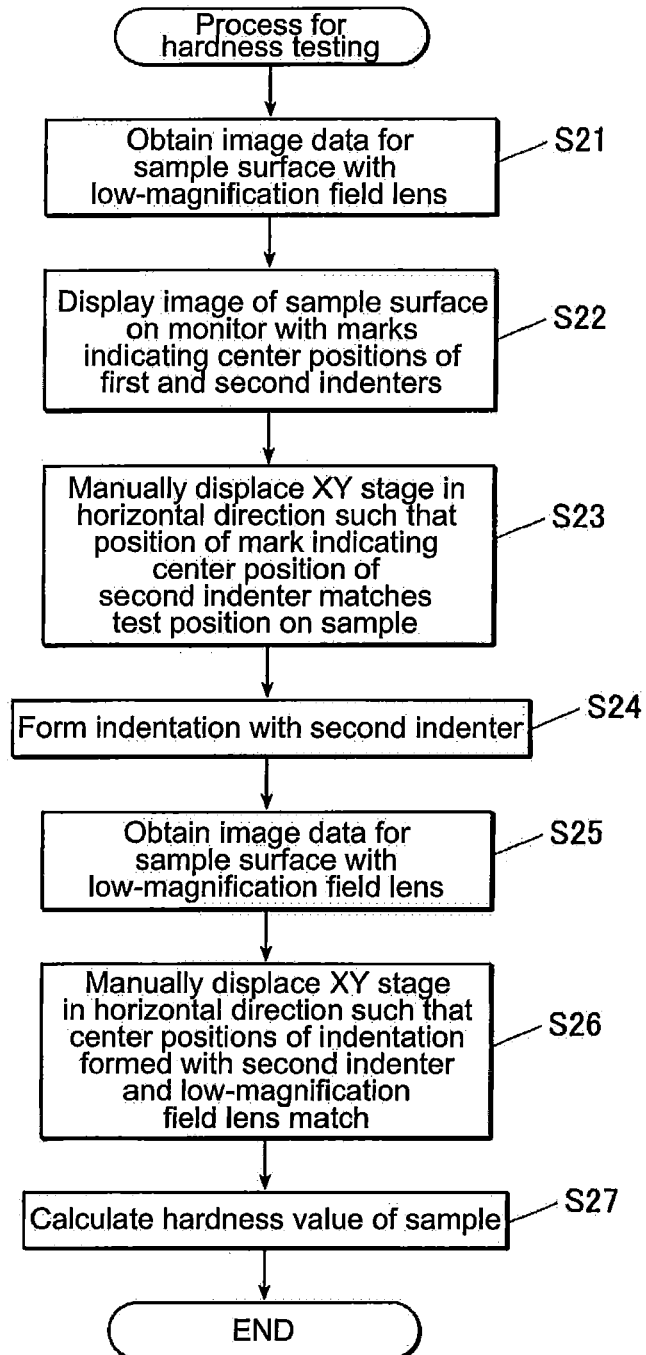 Process for
hardness testing
Obtain image data for
sample surface with
low-magnification field lens
S21
Display image of sample surface
on monitor with marks
indicating center positions of
first and second indenters
S22
Manually displace XY stage in
horizontal direction such that
position of mark indicating
center position of
second indenter matches
test position on sample
S23
Form indentation with second indenter
S24
Obtain image data for
sample surface with
low-magnification field lens
S25
Manually displace XY stage
in horizontal direction such that
center positions of indentation
formed with second indenter
and low-magnification
field lens match
S26
Calculate hardness value of sample
S27
END